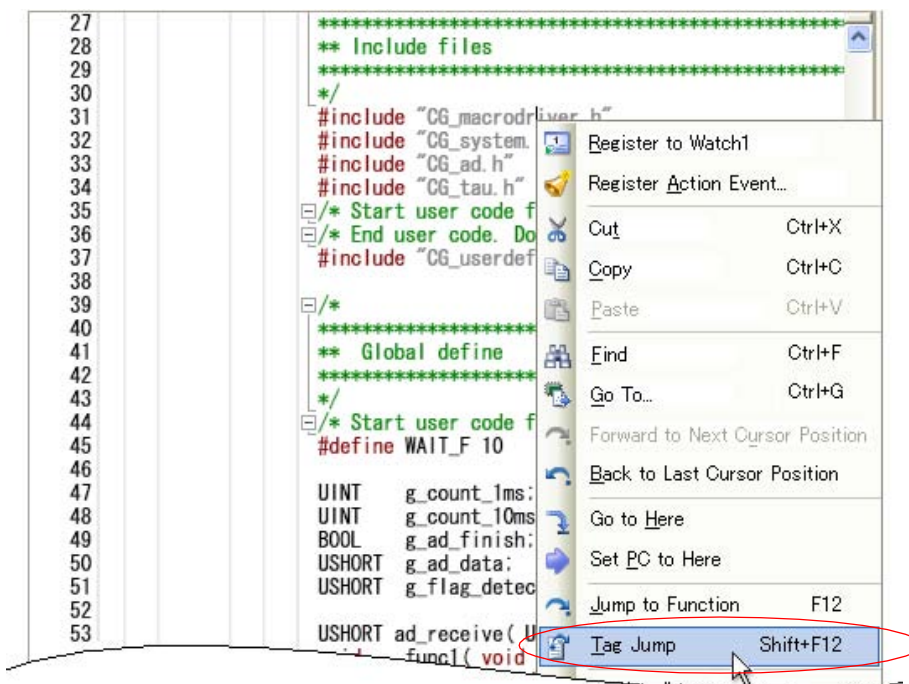 27 *****************************************************
28 ** Include files
29 *****************************************************
30 */
31 #include "CG_macrodriver.h"
32 #include "CG_system.
33 #include "CG_ad.h"
34 #include "CG_tau.h"
35 /* Start user code f
36 /* End user code. Do
37 #include "CG_userdef
38
39 /*
40 **********************
41 ** Global define
42 **********************
43 */
44 /* Start user code f
45 #define WAIT_F 10
46
47 UINT g_count_1ms;
48 UINT g_count_10ms
49 BOOL g_ad_finish;
50 USHORT g_ad_data;
51 USHORT g_flag_detec
52
53 USHORT ad_receive( U
func1( void
Register to Watch1
Register Action Event...
Cut Ctrl+X
Copy Ctrl+C
Paste Ctrl+V
Find Ctrl+F
Go To... Ctrl+G
Forward to Next Cursor Position
Back to Last Cursor Position
Go to Here
Set PC to Here
Jump to Function F12
Tag Jump Shift+F12